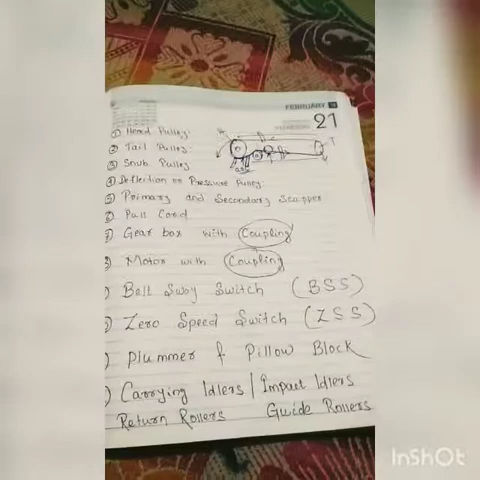 FEBRUARY
21
① Head Pulley.
② Tail Pulley.
③ Snub Pulley
④ Deflection or Pressure Pulley.
⑤ Primary and Secondary Scapper
⑥ Pull Cord
⑦ Gear box with Coupling
⑧ Motor with Coupling
) Belt Sway Switch (BSS)
) Zero Speed Switch (ZSS)
) Plummer & Pillow Block
) Carrying Idlers / Impact Idlers
Return Rollers Guide Rollers
InShOt